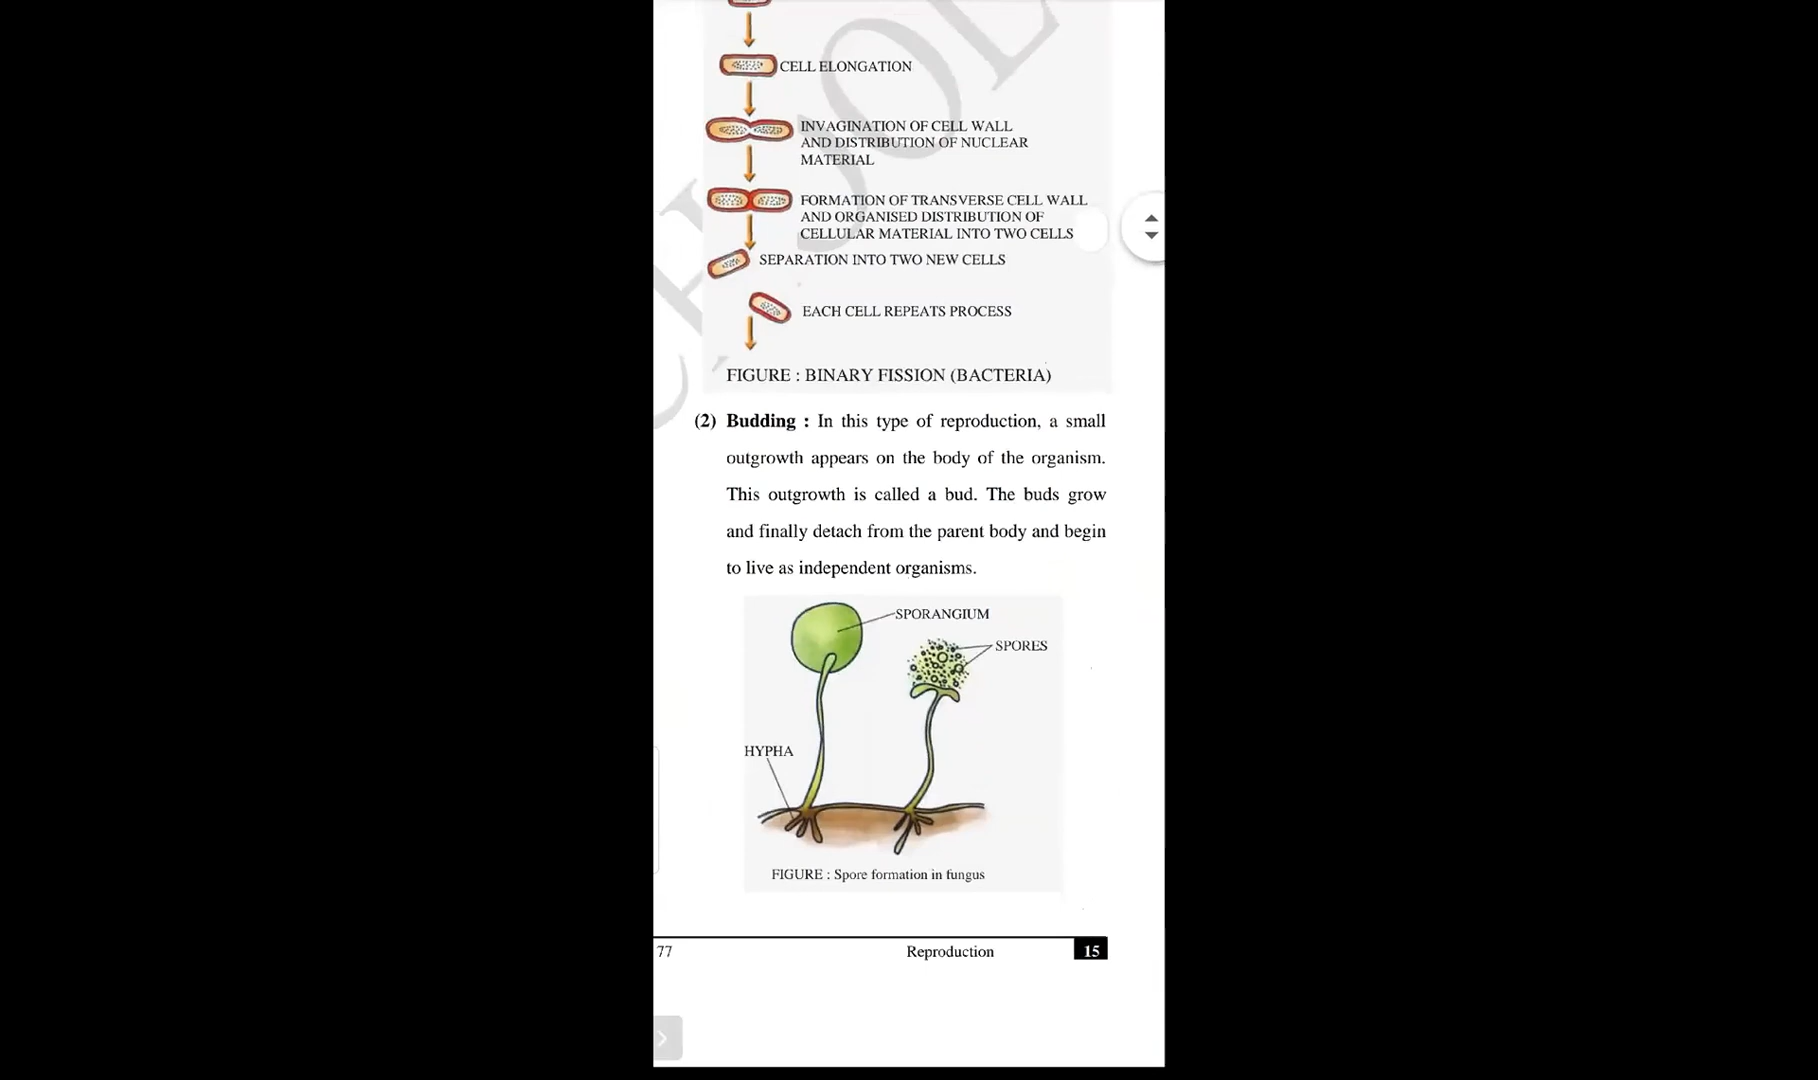 CELL ELONGATION
INVAGINATION OF CELL WALL
AND DISTRIBUTION OF NUCLEAR
MATERIAL
FORMATION OF TRANSVERSE CELL WALL
AND ORGANISED DISTRIBUTION OF
CELLULAR MATERIAL INTO TWO CELLS
SEPARATION INTO TWO NEW CELLS
EACH CELL REPEATS PROCESS
FIGURE : BINARY FISSION (BACTERIA)
(2) Budding : In this type of reproduction, a small
outgrowth appears on the body of the organism.
This outgrowth is called a bud. The buds grow
and finally detach from the parent body and begin
to live as independent organisms.
SPORANGIUM
SPORES
HYPHA
FIGURE : Spore formation in fungus
77 Reproduction 15